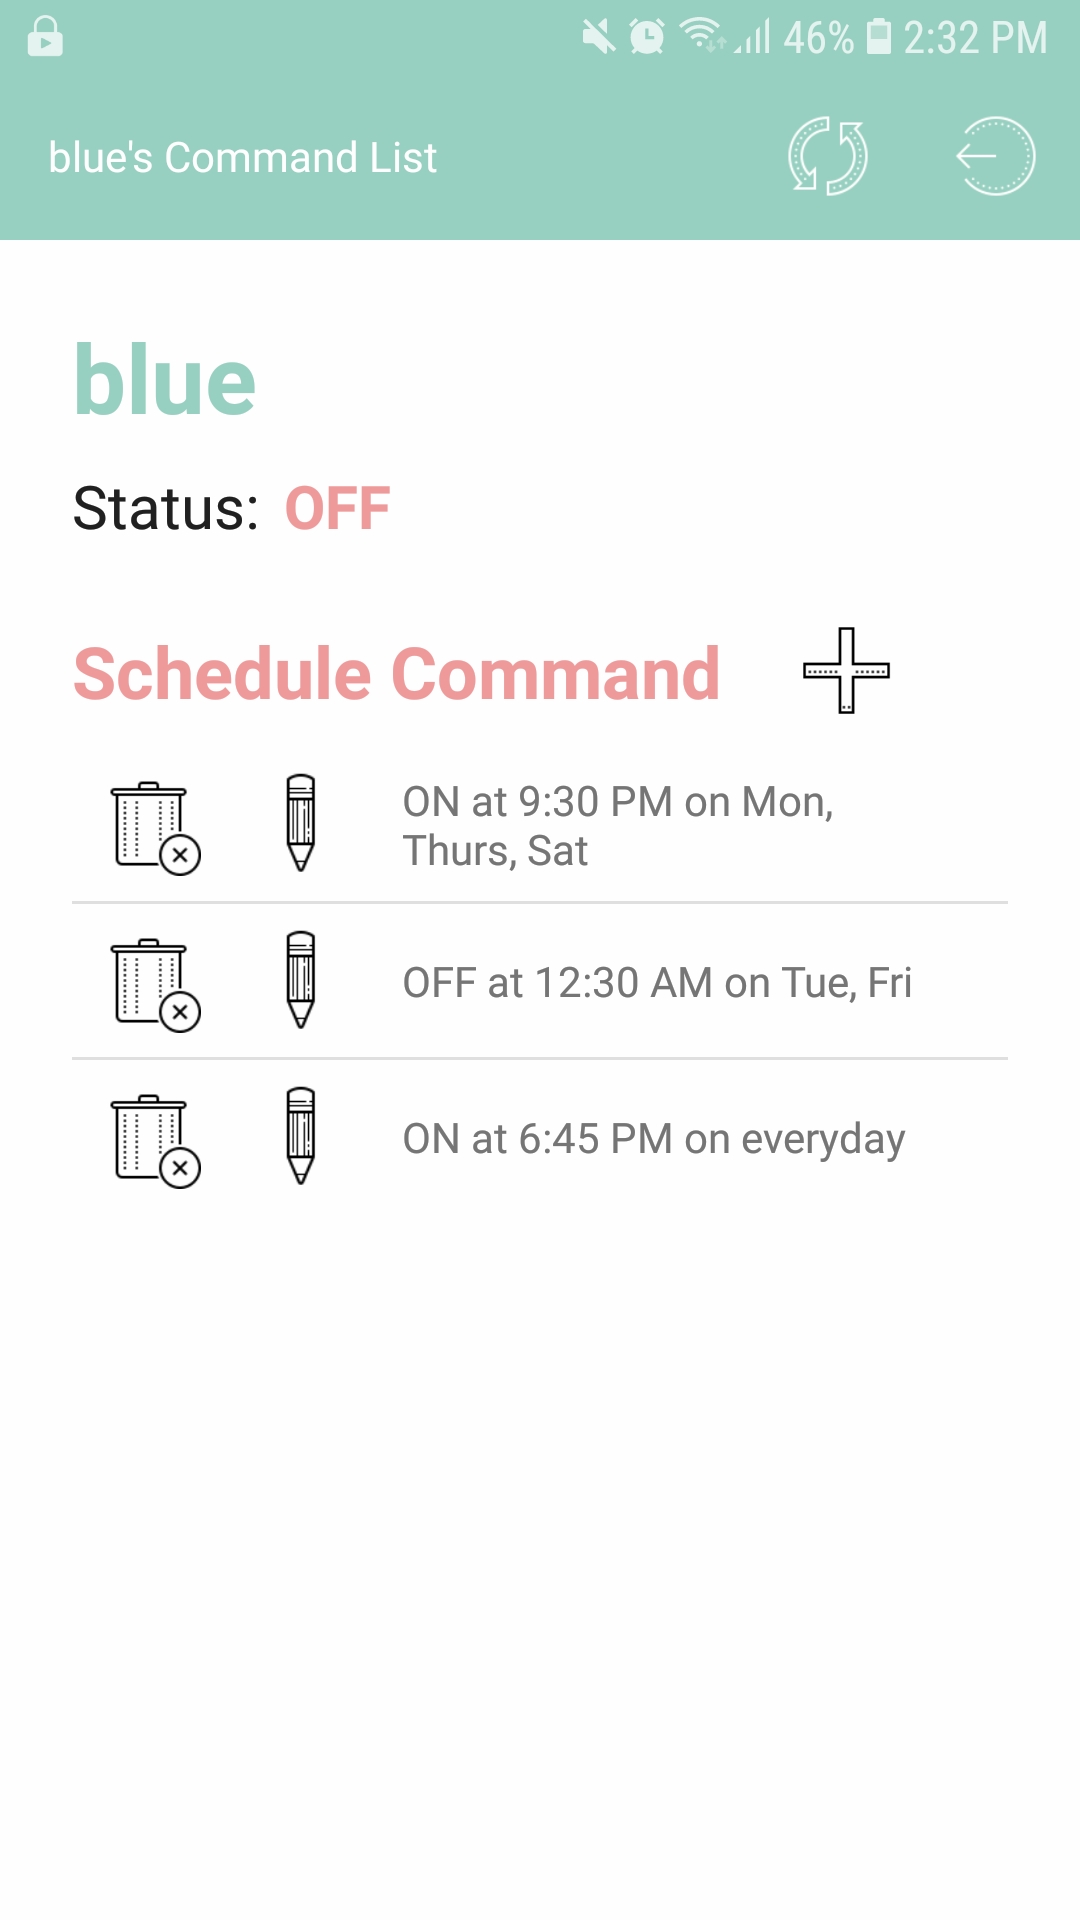 46% 2:32 PM
blue's Command List
blue
Status: OFF
Schedule Command
ON at 9:30 PM on Mon,
Thurs, Sat
OFF at 12:30 AM on Tue, Fri
ON at 6:45 PM on everyday